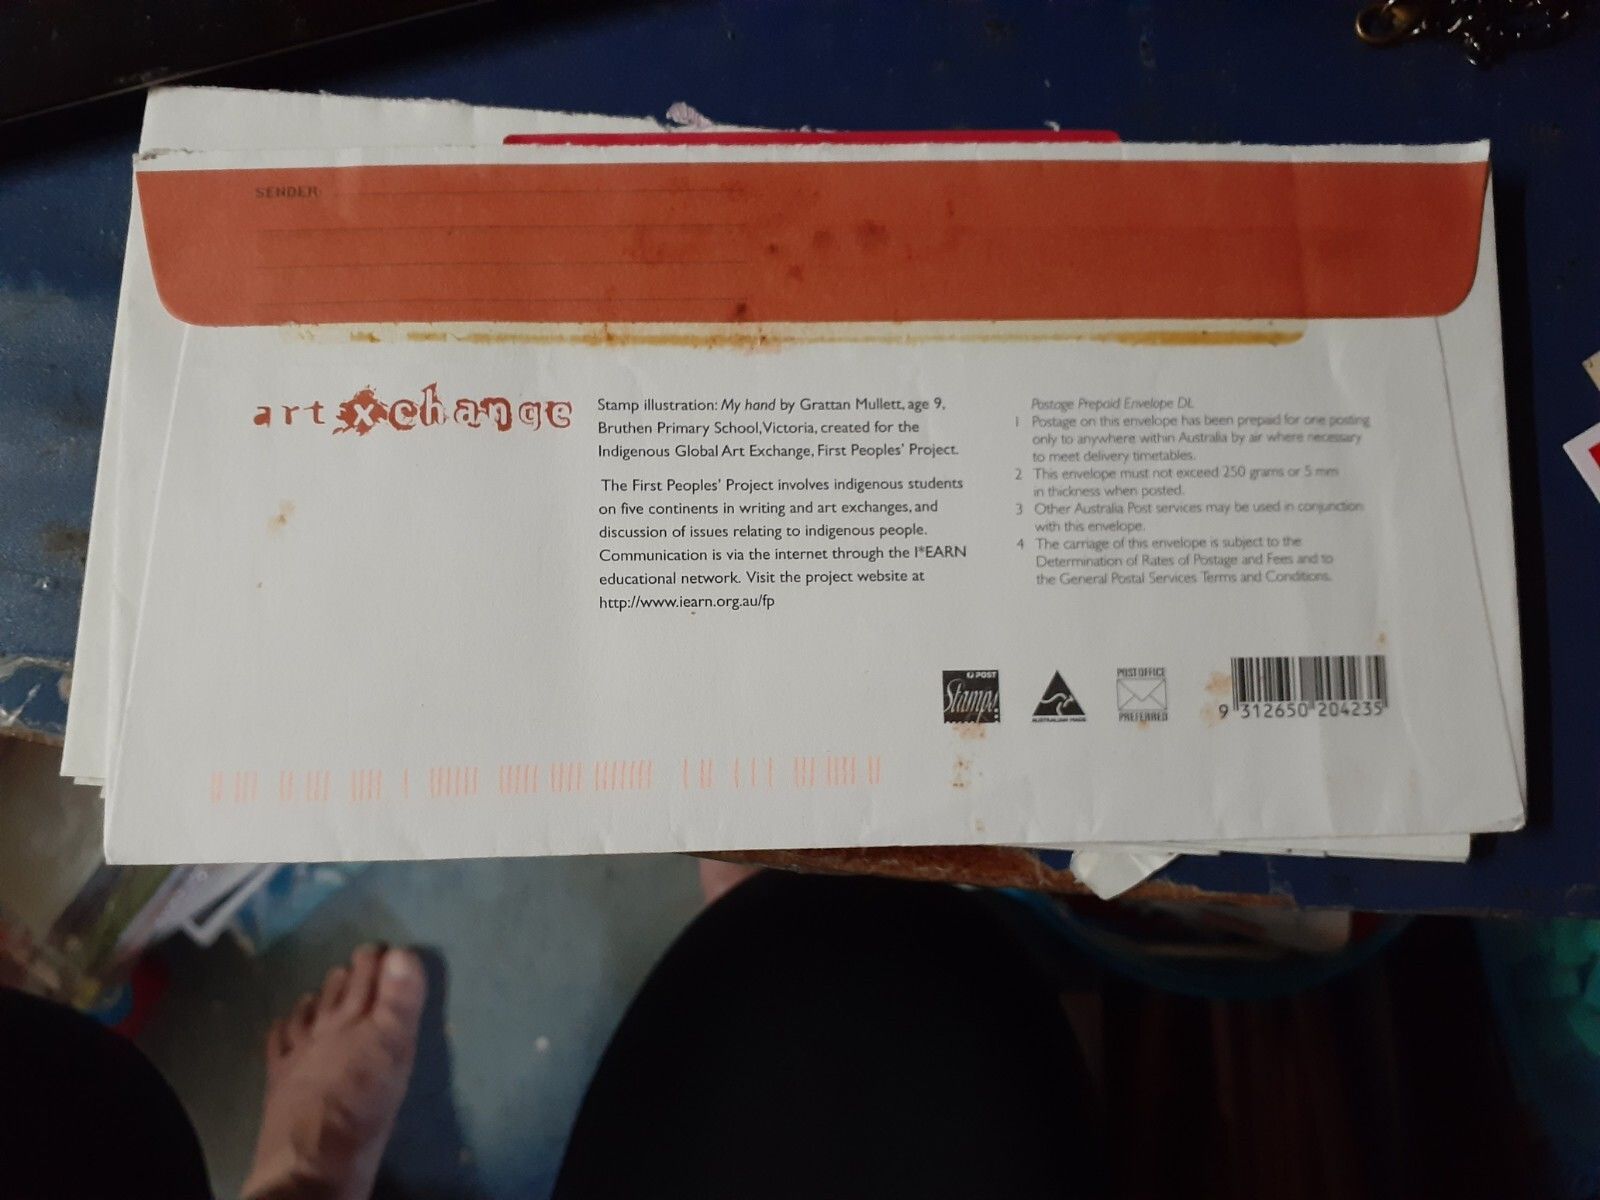 SENDER:
art xchange
Stamp illustration: My hand by Grattan Mullett, age 9,
Bruthen Primary School, Victoria, created for the
Indigenous Global Art Exchange, First Peoples' Project.
The First Peoples' Project involves indigenous students
on five continents in writing and art exchanges, and
discussion of issues relating to indigenous people.
Communication is via the internet through the I*EARN
educational network. Visit the project website at
http://www.iearn.org.au/fp
Postage Prepaid Envelope DL
1 Postage on this envelope has been prepaid for one posting
only to anywhere within Australia by air where necessary
to meet delivery timetables.
2 This envelope must not exceed 250 grams or 5 mm
in thickness when posted.
3 Other Australia Post services may be used in conjunction
with this envelope.
4 The carriage of this envelope is subject to the
Determination of Rates of Postage and Fees and to
the General Postal Services Terms and Conditions.
POST
Stamps
AUSTRALIAN MADE
POST OFFICE
PREFERRED
9 312650 204235